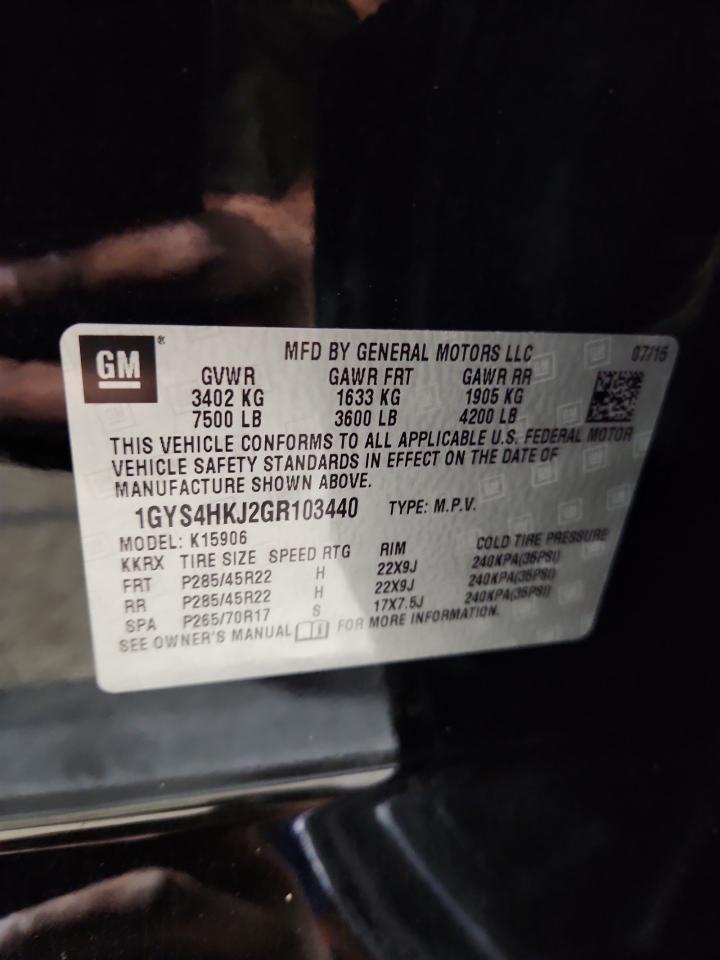 GM®
MFD BY GENERAL MOTORS LLC 07/15
GVWR GAWR FRT GAWR RR
3402 KG 1633 KG 1905 KG
7500 LB 3600 LB 4200 LB
THIS VEHICLE CONFORMS TO ALL APPLICABLE U.S. FEDERAL MOTOR
VEHICLE SAFETY STANDARDS IN EFFECT ON THE DATE OF
MANUFACTURE SHOWN ABOVE.
1GYS4HKJ2GR103440 TYPE: M.P.V.
MODEL: K15906
KKRX TIRE SIZE SPEED RTG RIM COLD TIRE PRESSURE
FRT P285/45R22 H 22X9J 240KPA(35PSI)
RR P285/45R22 H 22X9J 240KPA(35PSI)
SPA P265/70R17 S 17X7.5J 240KPA(35PSI)
SEE OWNER'S MANUAL FOR MORE INFORMATION.